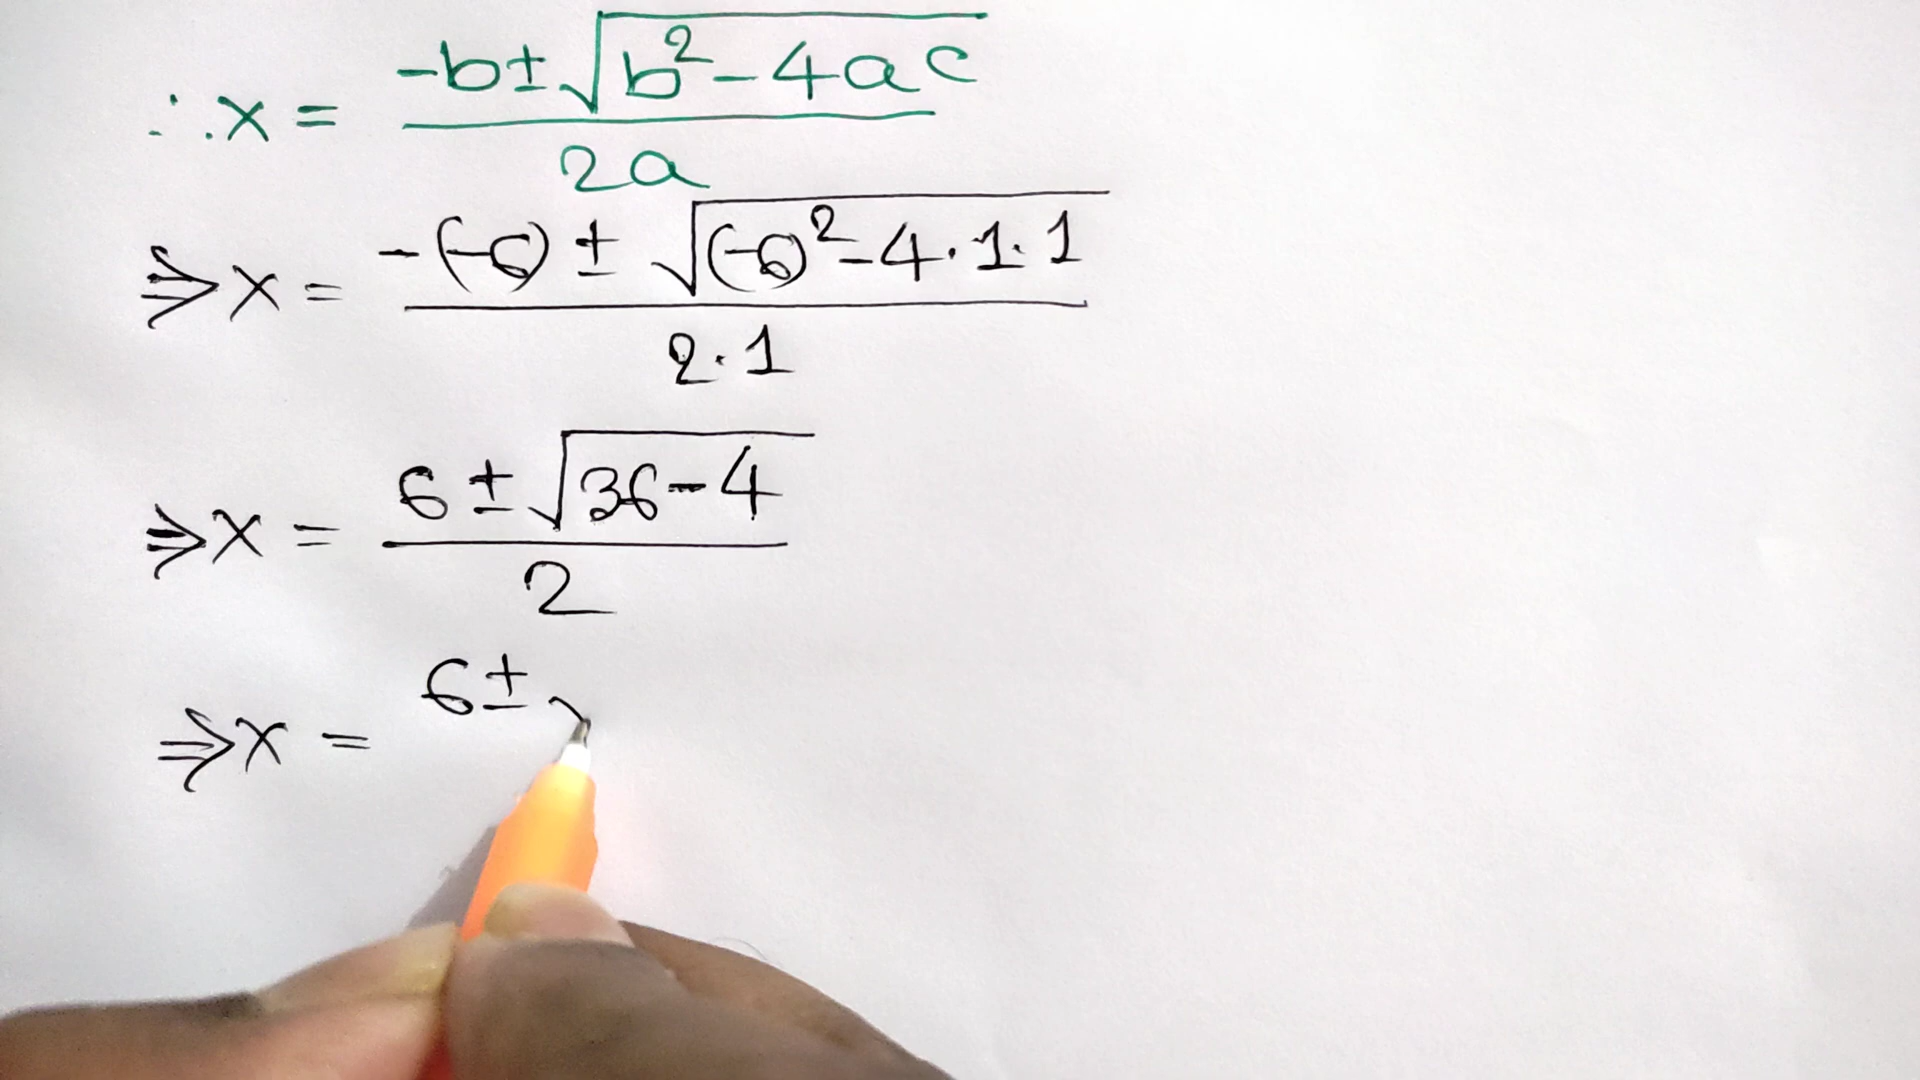 ∴ x = (-b ± √(b² - 4ac)) / 2a
⇒ x = (-(-6) ± √((-6)² - 4 · 1 · 1)) / 2 · 1
⇒ x = (6 ± √(36 - 4)) / 2
⇒ x = 6 ±